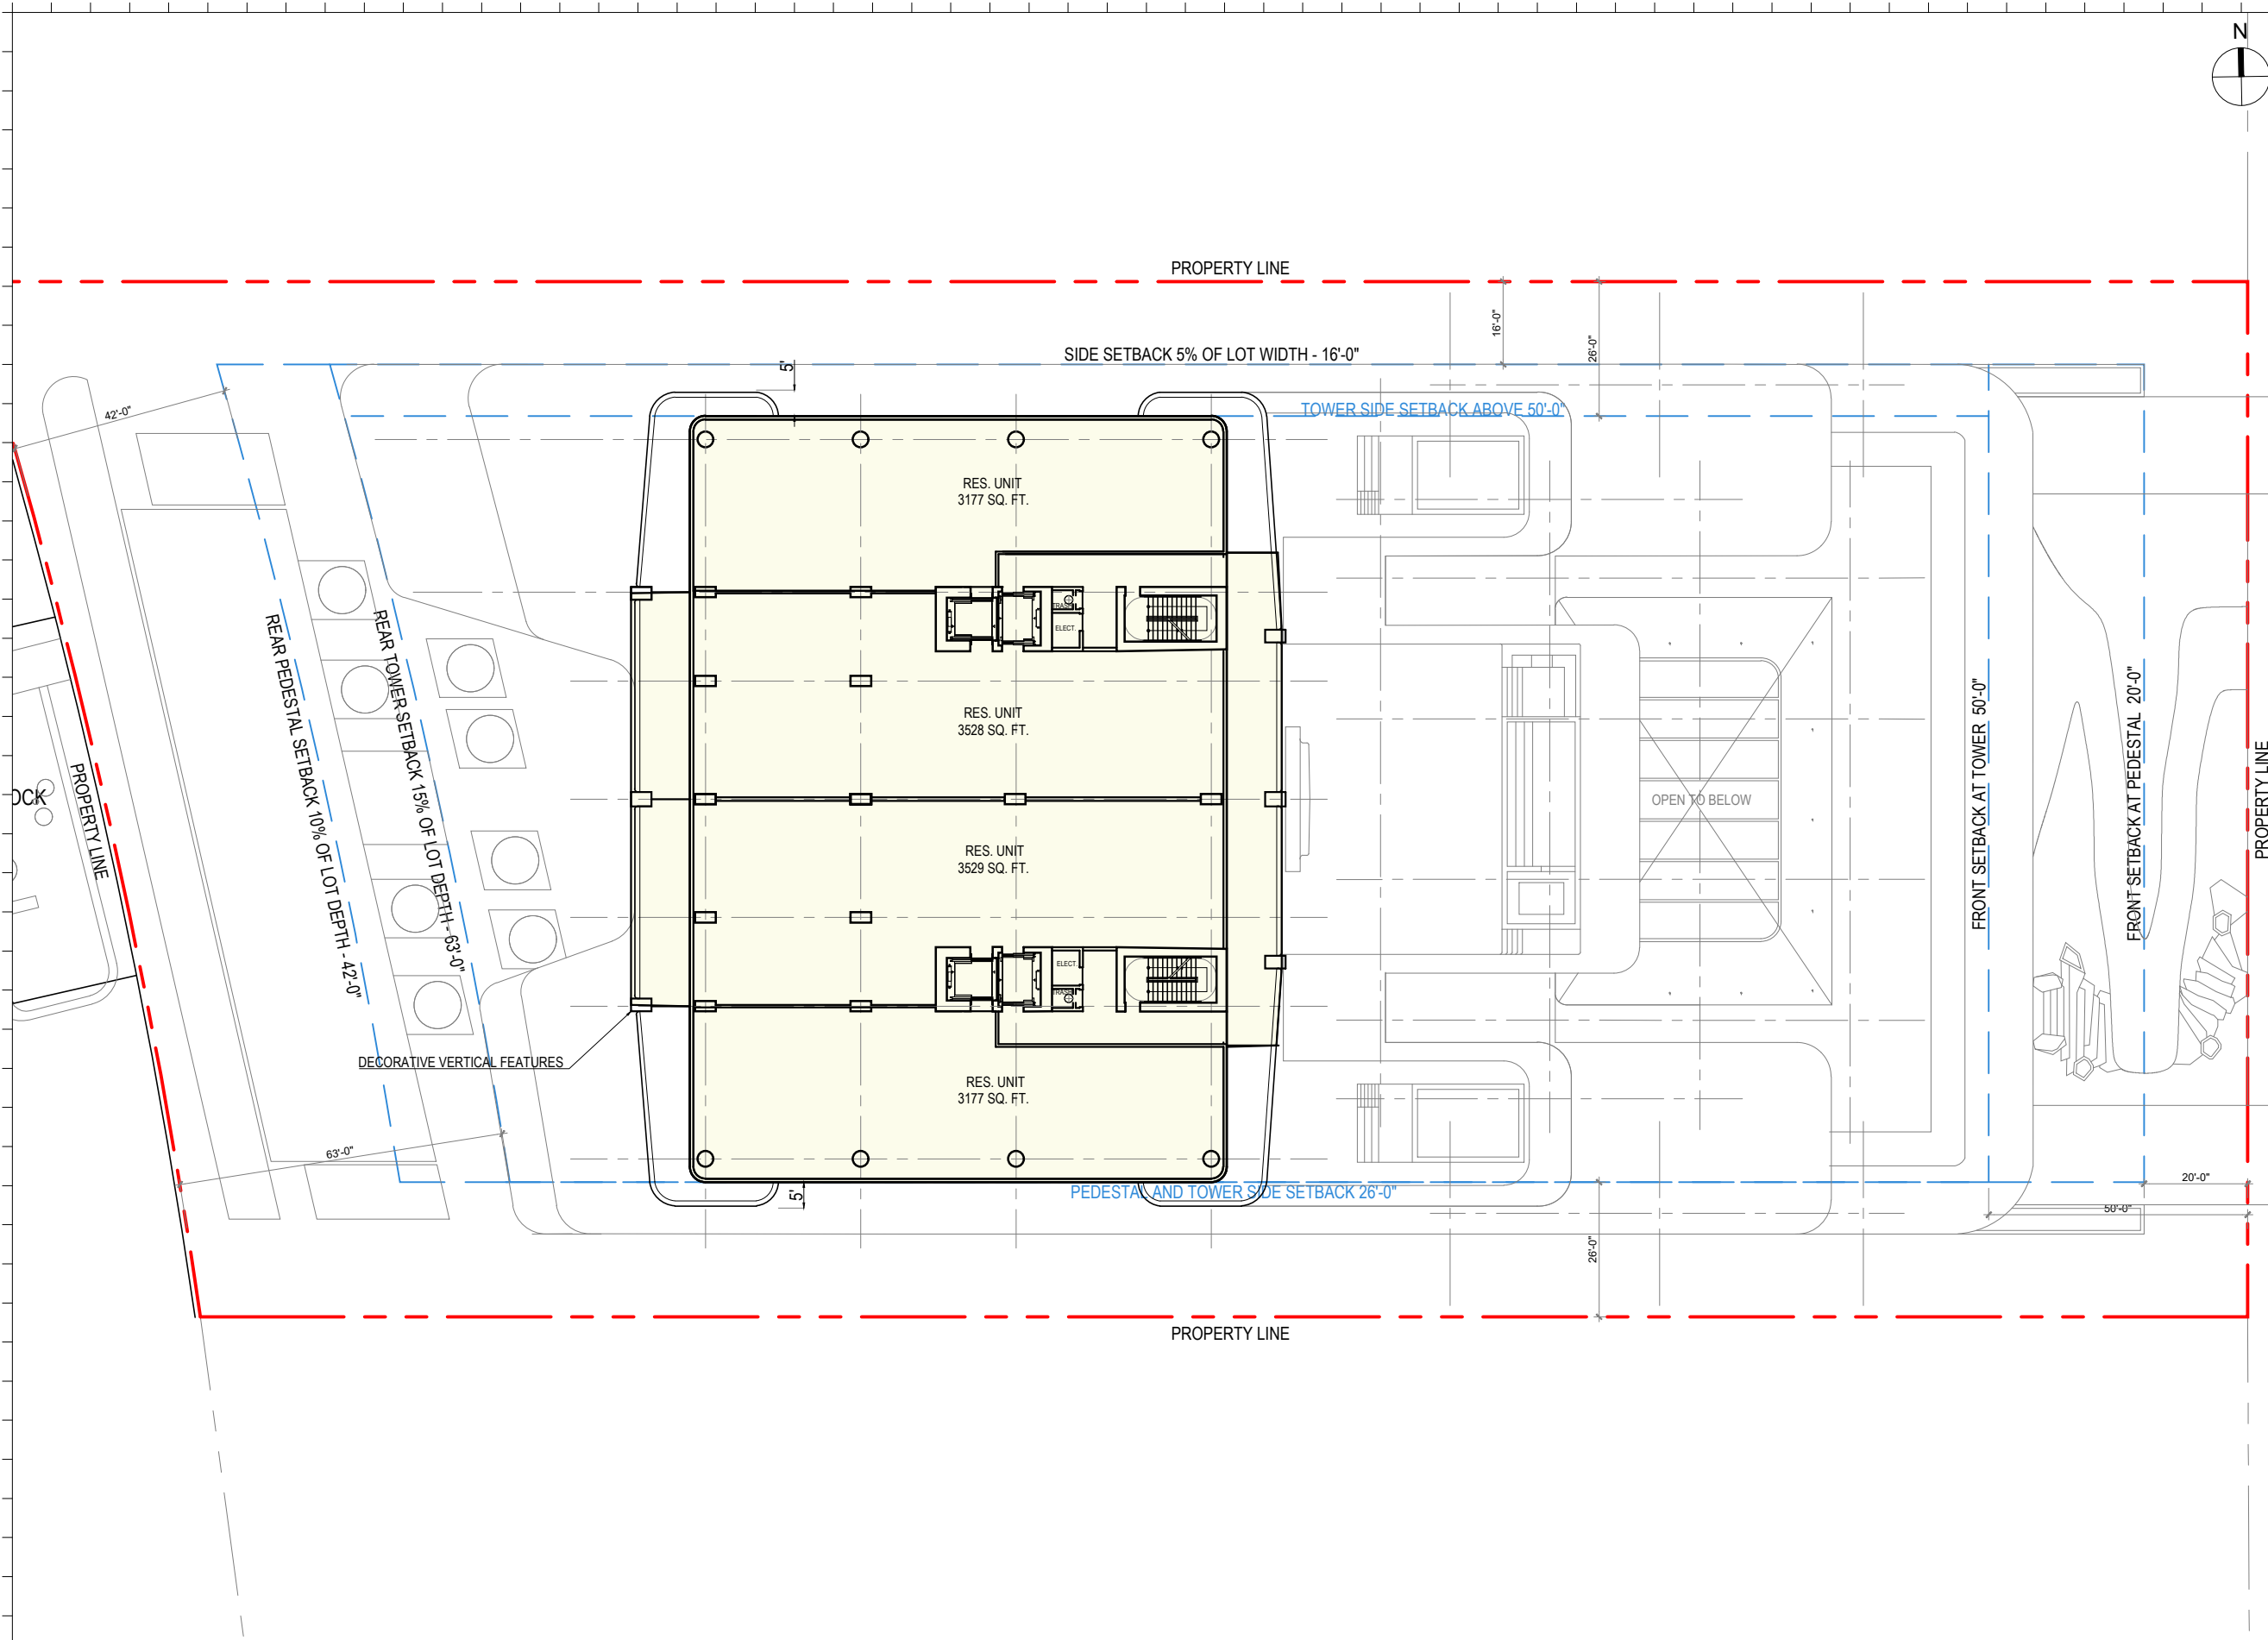 N
PROPERTY LINE
16'-0"
26'-0"
SIDE SETBACK 5% OF LOT WIDTH - 16'-0"
5'
42'-0"
TOWER SIDE SETBACK ABOVE 50'-0"
RES. UNIT
3177 SQ. FT.
TRASH
ELECT.
REAR PEDESTAL SETBACK 10% OF LOT DEPTH - 42'-0"
REAR TOWER SETBACK 15% OF LOT DEPTH - 63'-0"
RES. UNIT
3528 SQ. FT.
FRONT SETBACK AT TOWER 50'-0"
FRONT SETBACK AT PEDESTAL 20'-0"
PROPERTY LINE
PROPERTY LINE
OCK
OPEN TO BELOW
RES. UNIT
3529 SQ. FT.
ELECT.
TRASH
DECORATIVE VERTICAL FEATURES
RES. UNIT
3177 SQ. FT.
63'-0"
5'
PEDESTAL AND TOWER SIDE SETBACK 26'-0"
20'-0"
50'-0"
26'-0"
PROPERTY LINE